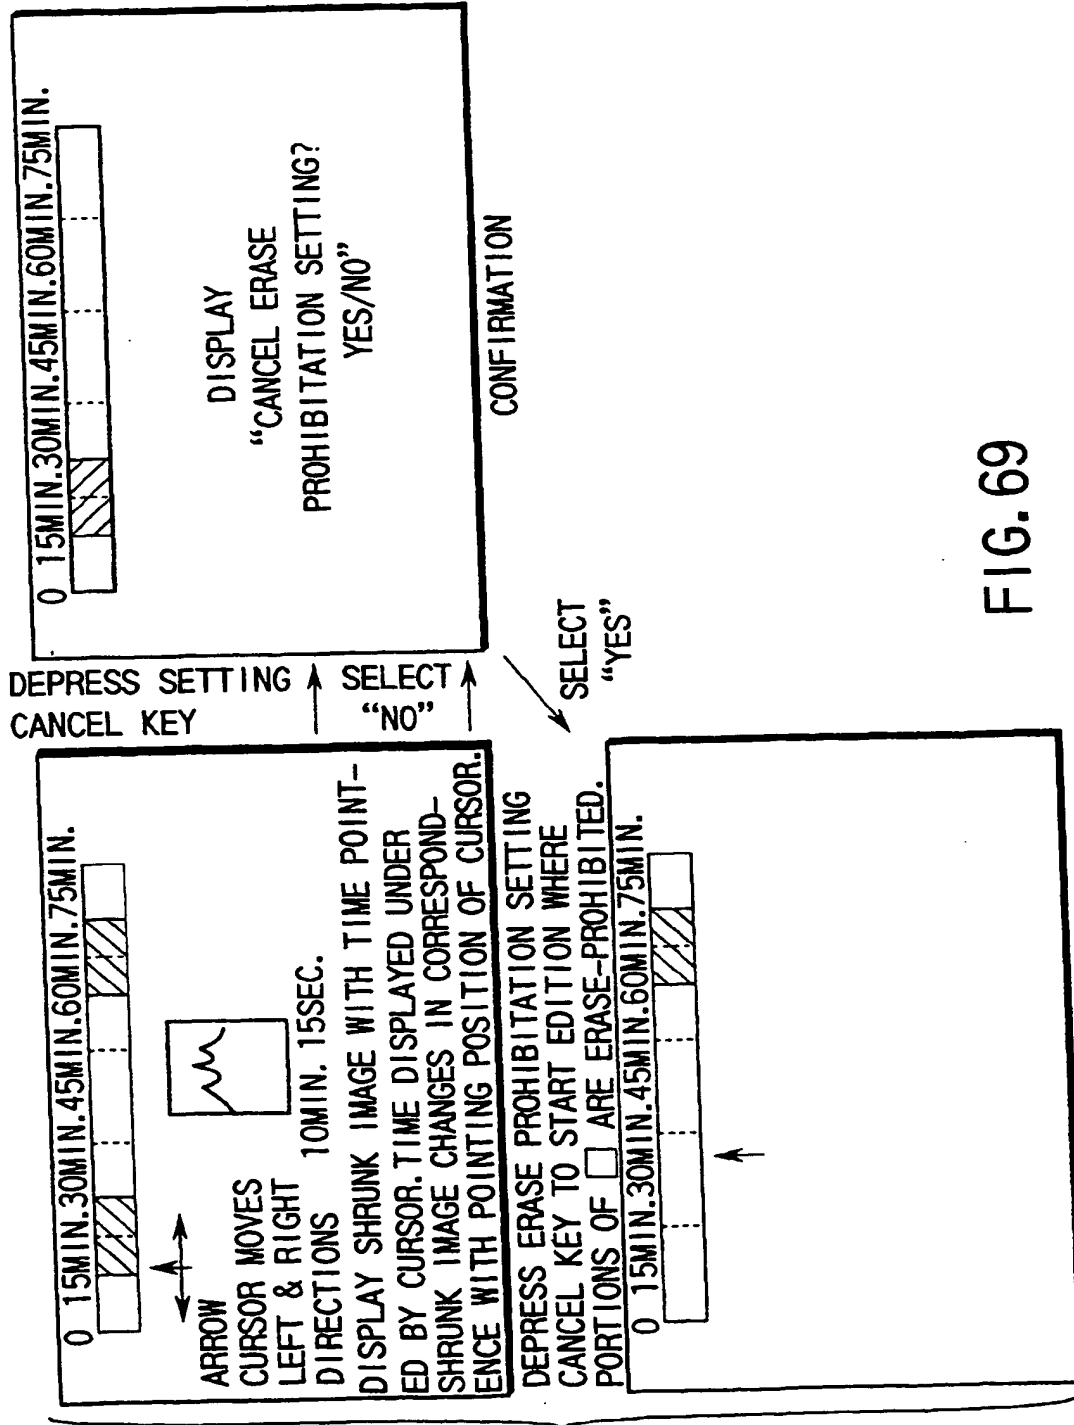 0 15MIN.30MIN.45MIN.60MIN.75MIN.
ARROW
CURSOR MOVES
LEFT & RIGHT
DIRECTIONS
10MIN. 15SEC.
DISPLAY SHRUNK IMAGE WITH TIME POINT-
ED BY CURSOR. TIME DISPLAYED UNDER
SHRUNK IMAGE CHANGES IN CORRESPOND-
ENCE WITH POINTING POSITION OF CURSOR.
DEPRESS SETTING
CANCEL KEY
SELECT
“NO”
0 15MIN.30MIN.45MIN.60MIN.75MIN.
DISPLAY
“CANCEL ERASE
PROHIBITATION SETTING?
YES/NO”
CONFIRMATION
SELECT
“YES”
DEPRESS ERASE PROHIBITATION SETTING
CANCEL KEY TO START EDITION WHERE
PORTIONS OF □ ARE ERASE-PROHIBITED.
0 15MIN.30MIN.45MIN.60MIN.75MIN.
FIG. 69